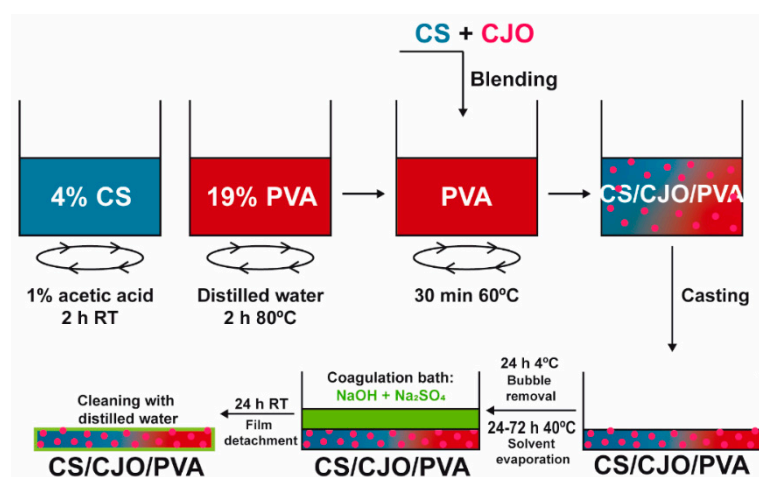 CS + CJO
Blending
4% CS
19% PVA
PVA
CS/CJO/PVA
1% acetic acid
2 h RT
Distilled water
2 h 80ºC
30 min 60ºC
Casting
Cleaning with
distilled water
24 h RT
Film
detachment
Coagulation bath:
NaOH + Na₂SO₄
24 h 4ºC
Bubble
removal
24-72 h 40ºC
Solvent
evaporation
CS/CJO/PVA
CS/CJO/PVA
CS/CJO/PVA